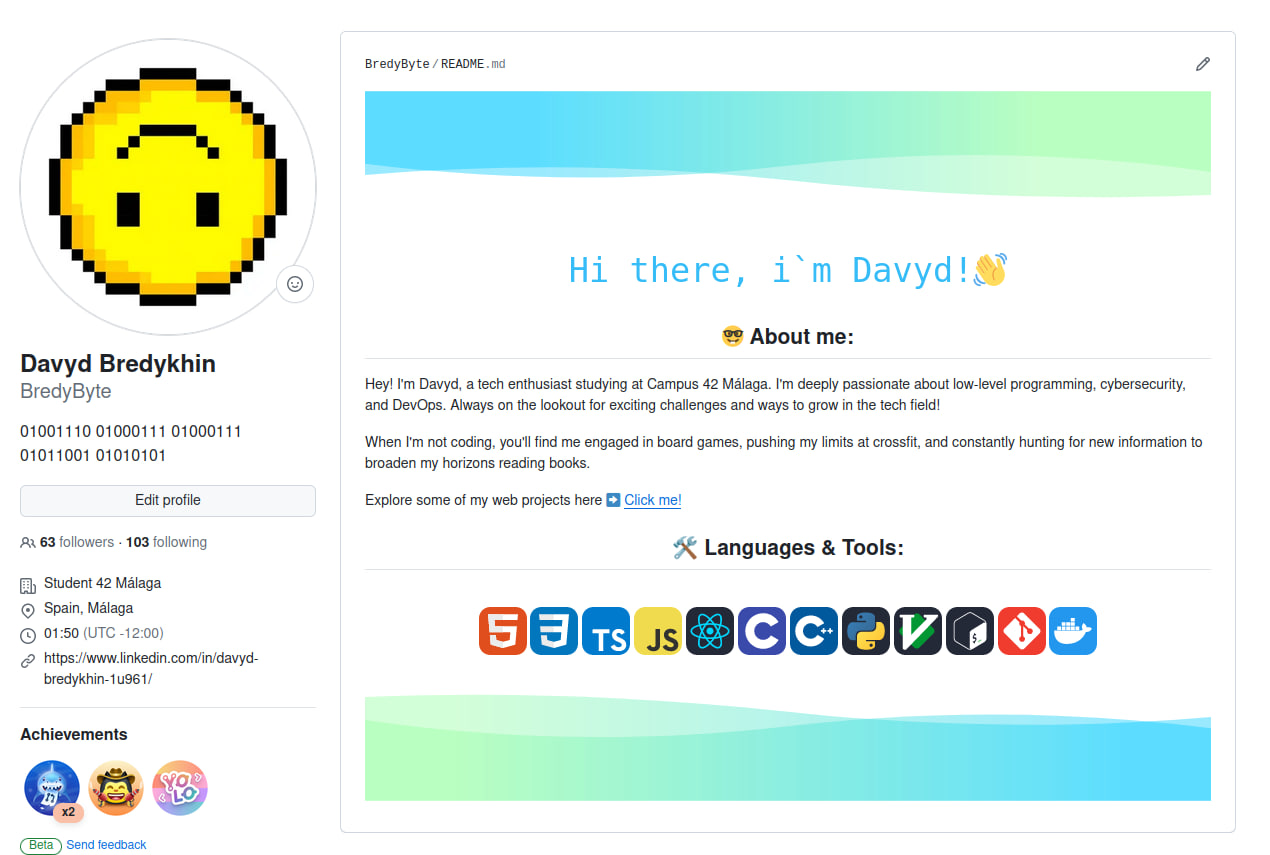 Davyd Bredykhin
BredyByte
01001110 01000111 01000111
01011001 01010101
Edit profile
63 followers · 103 following
Student 42 Málaga
Spain, Málaga
01:50 (UTC -12:00)
https://www.linkedin.com/in/davyd-
bredykhin-1u961/
Achievements
x2
YOLO
Beta Send feedback
BredyByte/README.md
Hi there, i`m Davyd!👋
🤓 About me:
Hey! I'm Davyd, a tech enthusiast studying at Campus 42 Málaga. I'm deeply passionate about low-level programming, cybersecurity,
and DevOps. Always on the lookout for exciting challenges and ways to grow in the tech field!
When I'm not coding, you'll find me engaged in board games, pushing my limits at crossfit, and constantly hunting for new information to
broaden my horizons reading books.
Explore some of my web projects here ➡️ Click me!
🛠️ Languages & Tools:
5 3 TS JS C C++ V $_